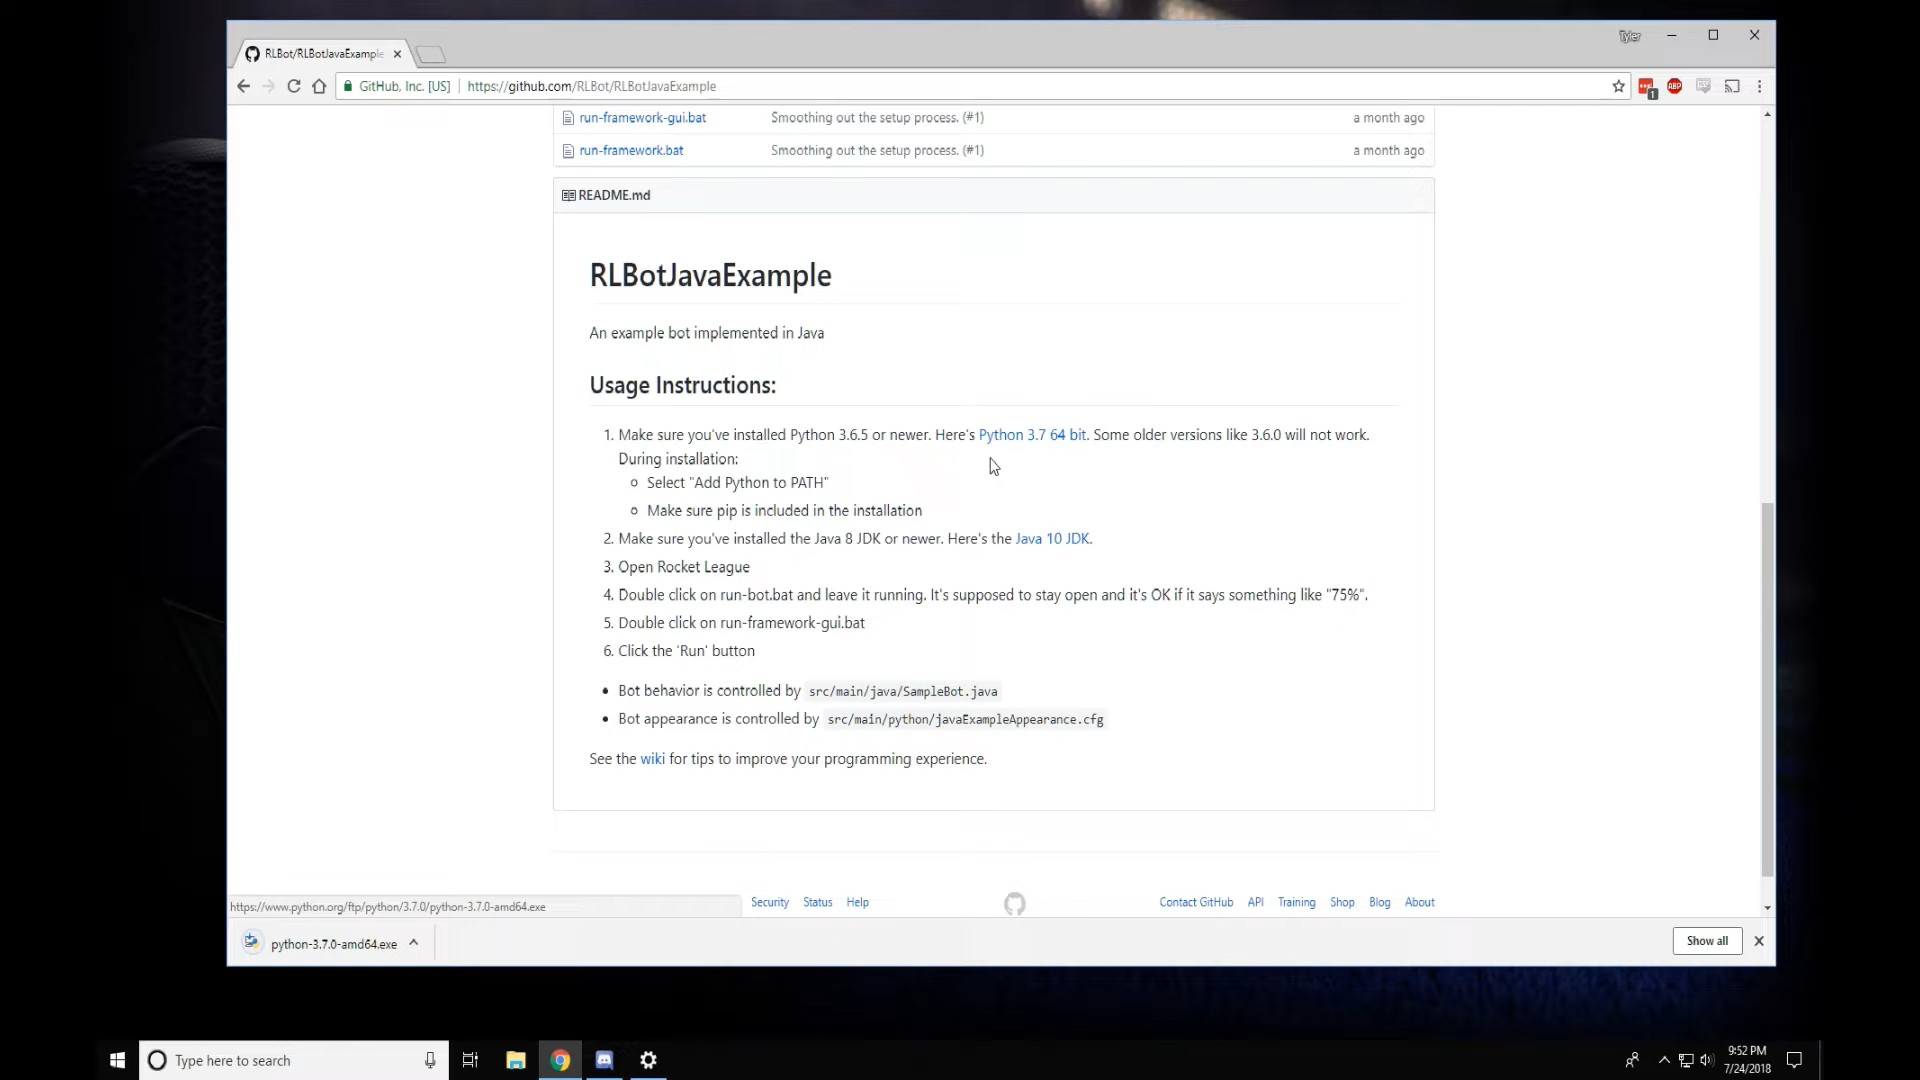 Tyler
RLBot/RLBotJavaExample
GitHub, Inc. [US] https://github.com/RLBot/RLBotJavaExample
1 ABP
run-framework-gui.bat Smoothing out the setup process. (#1) a month ago
run-framework.bat Smoothing out the setup process. (#1) a month ago
README.md
RLBotJavaExample
An example bot implemented in Java
Usage Instructions:
1. Make sure you've installed Python 3.6.5 or newer. Here's Python 3.7 64 bit. Some older versions like 3.6.0 will not work.
During installation:
Select "Add Python to PATH"
Make sure pip is included in the installation
2. Make sure you've installed the Java 8 JDK or newer. Here's the Java 10 JDK.
3. Open Rocket League
4. Double click on run-bot.bat and leave it running. It's supposed to stay open and it's OK if it says something like "75%".
5. Double click on run-framework-gui.bat
6. Click the 'Run' button
Bot behavior is controlled by src/main/java/SampleBot.java
Bot appearance is controlled by src/main/python/javaExampleAppearance.cfg
See the wiki for tips to improve your programming experience.
Security Status Help Contact GitHub API Training Shop Blog About
https://www.python.org/ftp/python/3.7.0/python-3.7.0-amd64.exe
python-3.7.0-amd64.exe Show all
Type here to search
9:52 PM
7/24/2018